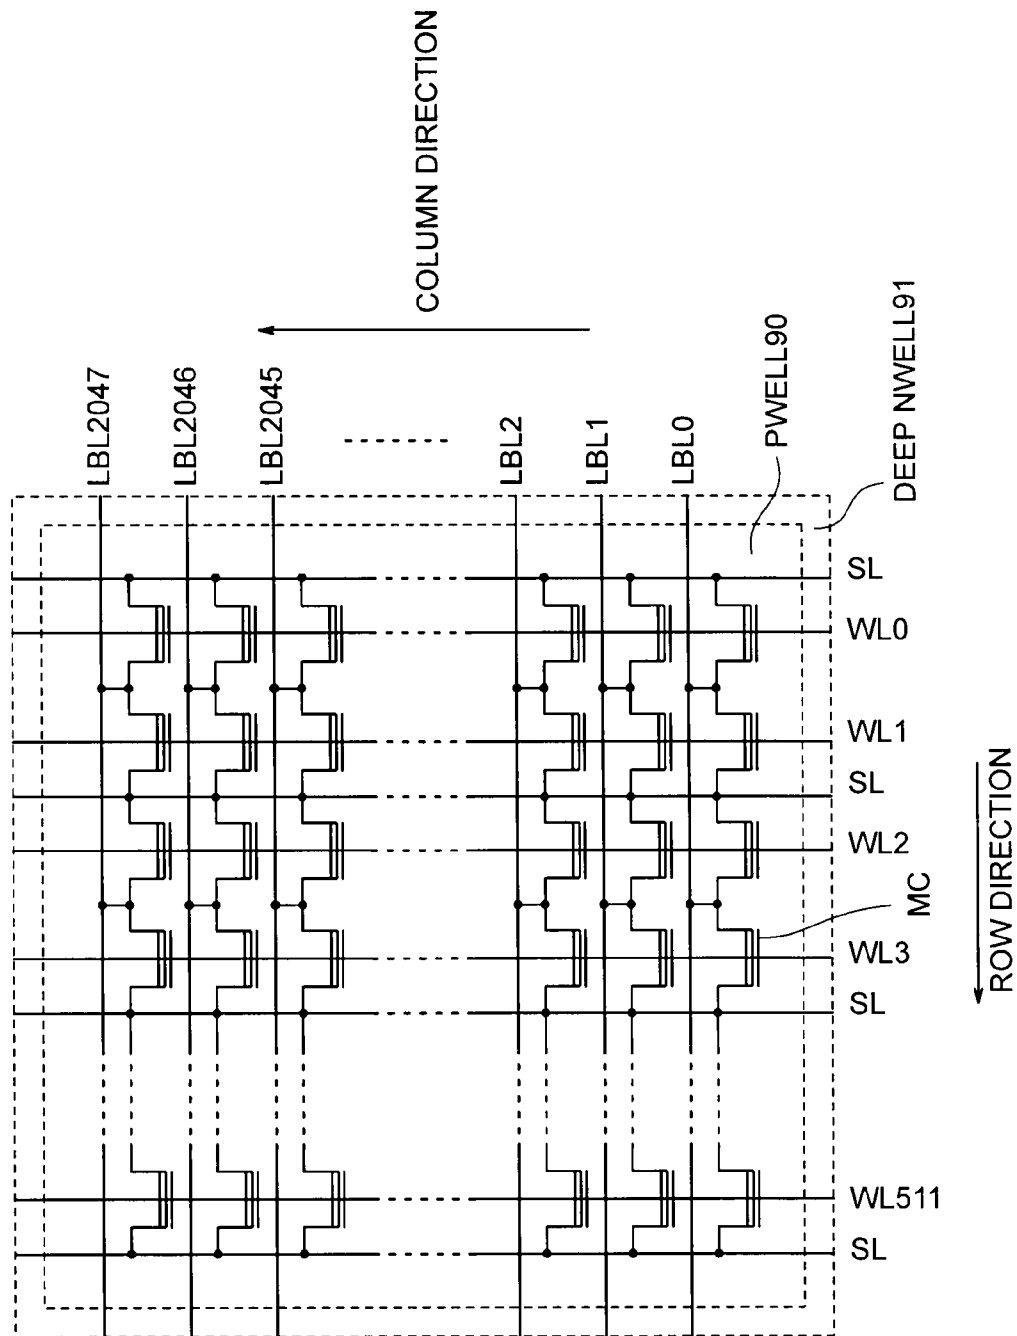 COLUMN DIRECTION
LBL2047
LBL2046
LBL2045
LBL2
LBL1
LBL0
PWELL90
DEEP NWELL91
SL
WL0
WL1
SL
WL2
MC
WL3
SL
WL511
SL
ROW DIRECTION